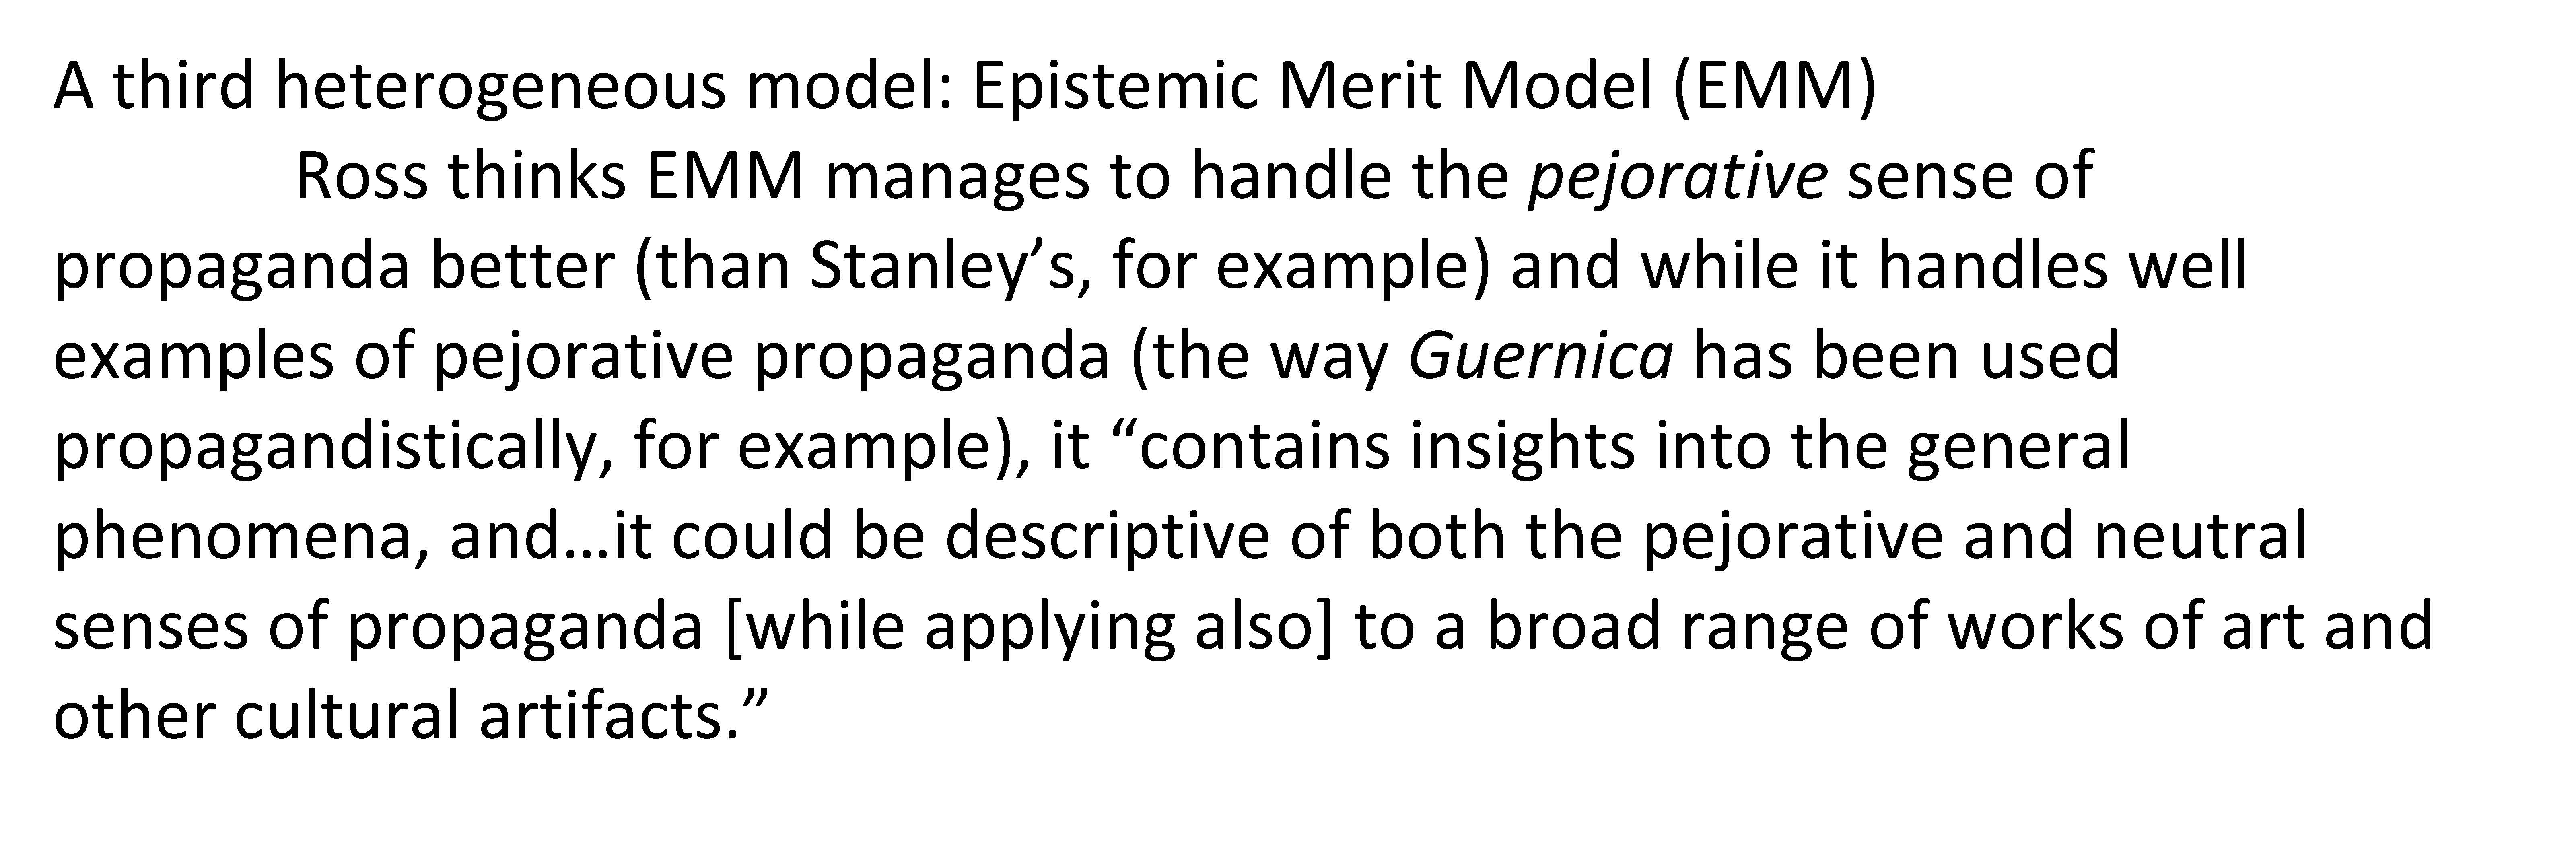 A third heterogeneous model: Epistemic Merit Model (EMM)
Ross thinks EMM manages to handle the pejorative sense of
propaganda better (than Stanley’s, for example) and while it handles well
examples of pejorative propaganda (the way Guernica has been used
propagandistically, for example), it “contains insights into the general
phenomena, and…it could be descriptive of both the pejorative and neutral
senses of propaganda [while applying also] to a broad range of works of art and
other cultural artifacts.”